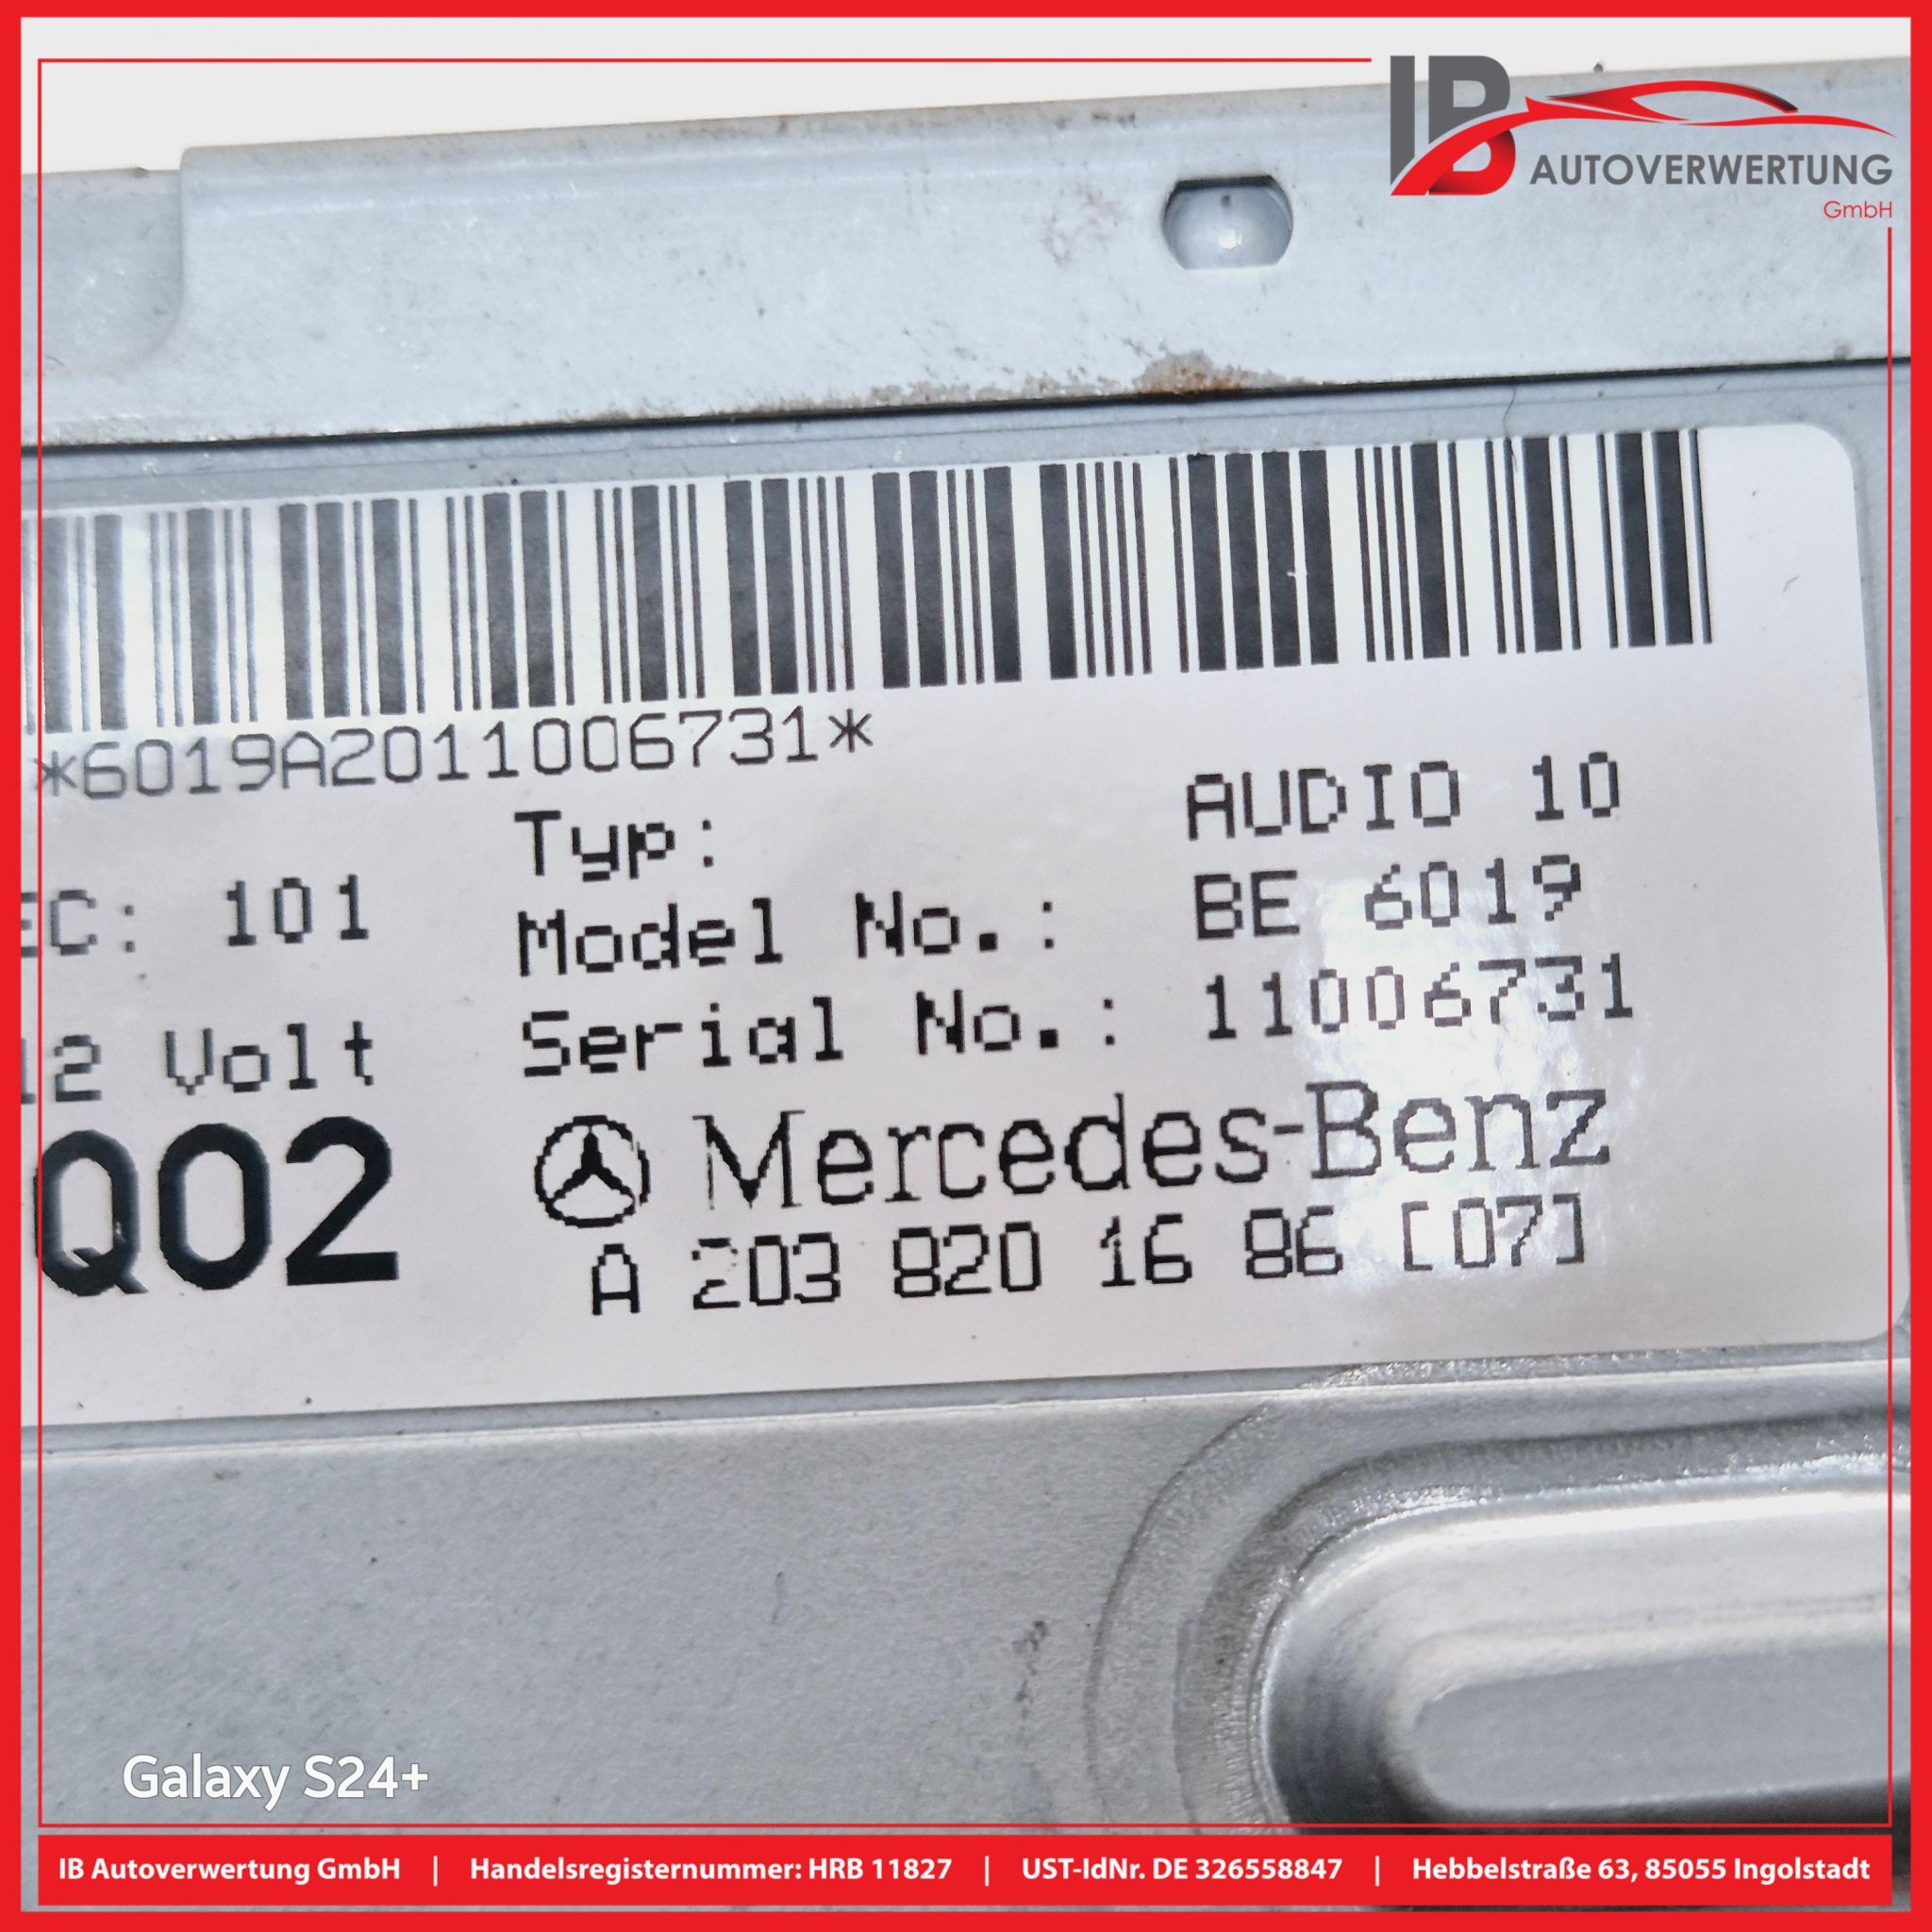 IB
AUTOVERWERTUNG
GmbH
*6019A2011006731*
Typ: AUDIO 10
EC: 101
Model No.: BE 6019
Serial No.: 11006731
12 Volt
Mercedes-Benz
Q02
A 203 820 16 86 [07]
Galaxy S24+
IB Autoverwertung GmbH | Handelsregisternummer: HRB 11827 | UST-IdNr. DE 326558847 | Hebbelstraße 63, 85055 Ingolstadt